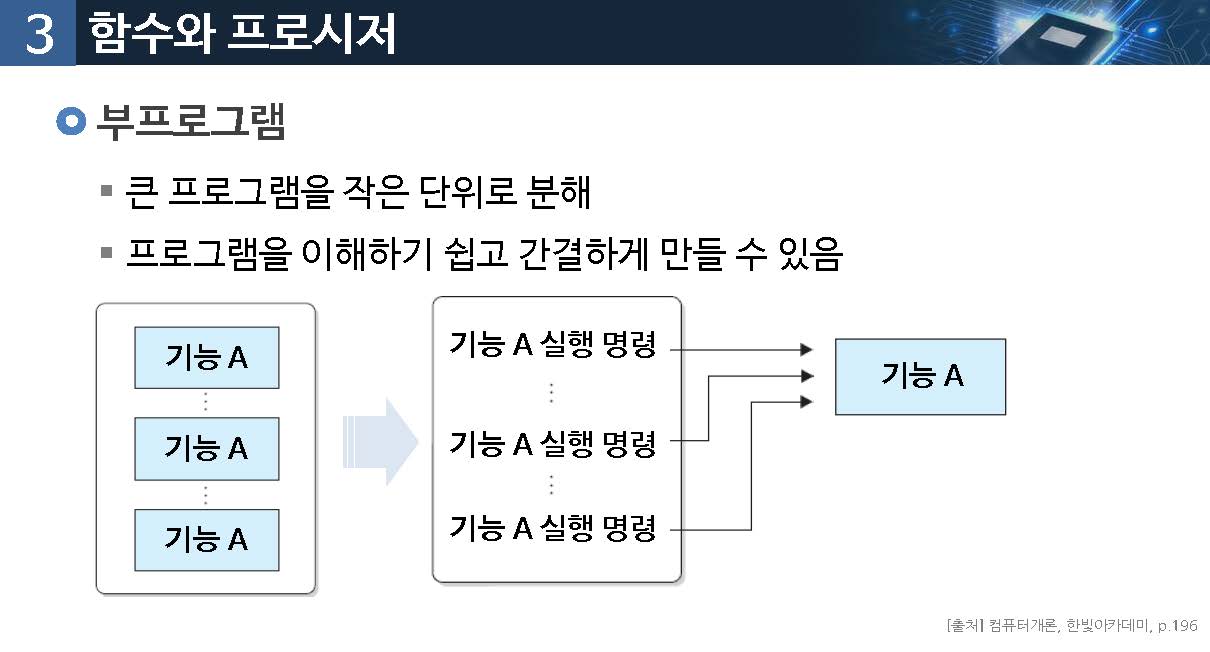 3 함수와 프로시저
부프로그램
큰 프로그램을 작은 단위로 분해
프로그램을 이해하기 쉽고 간결하게 만들 수 있음
기능 A
기능 A
기능 A
기능 A 실행 명령
기능 A 실행 명령
기능 A 실행 명령
기능 A
[출처] 컴퓨터개론, 한빛아카데미, p.196